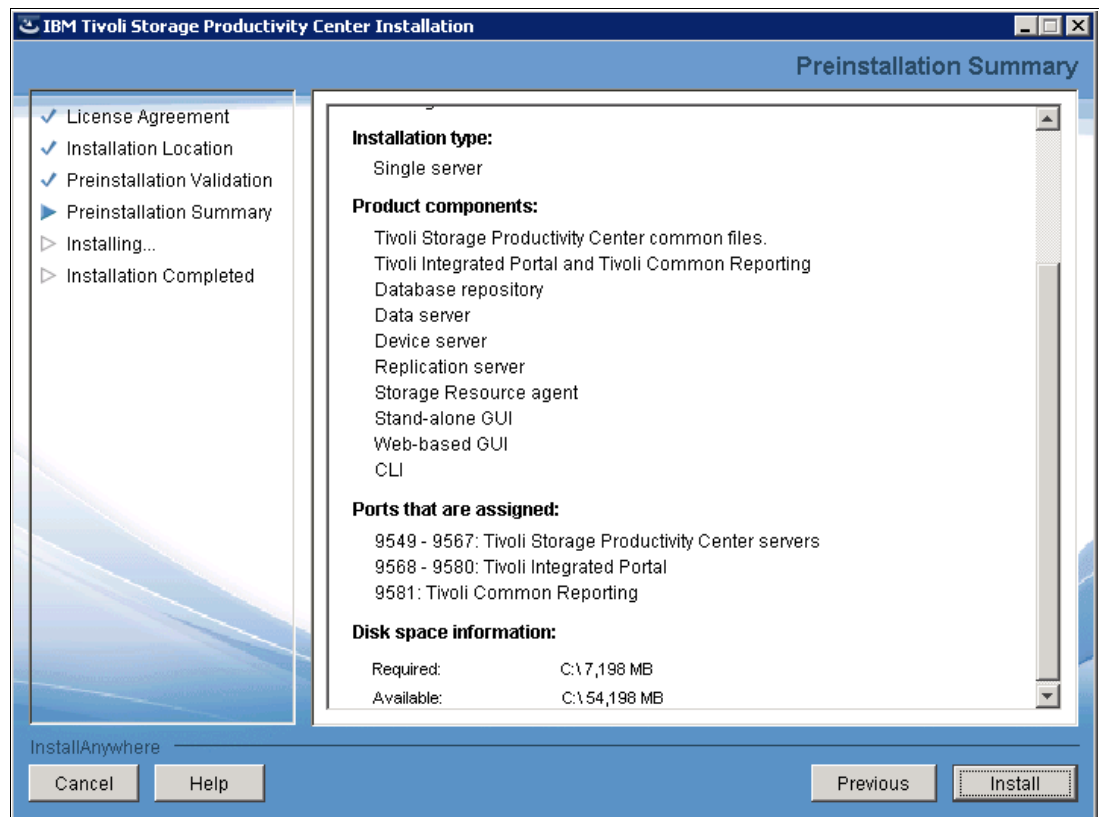 IBM Tivoli Storage Productivity Center Installation
Preinstallation Summary
License Agreement
Installation Location
Preinstallation Validation
Preinstallation Summary
Installing...
Installation Completed
Installation type:
Single server
Product components:
Tivoli Storage Productivity Center common files.
Tivoli Integrated Portal and Tivoli Common Reporting
Database repository
Data server
Device server
Replication server
Storage Resource agent
Stand-alone GUI
Web-based GUI
CLI
Ports that are assigned:
9549 - 9567: Tivoli Storage Productivity Center servers
9568 - 9580: Tivoli Integrated Portal
9581: Tivoli Common Reporting
Disk space information:
Required: C:\ 7,198 MB
Available: C:\ 54,198 MB
InstallAnywhere
Cancel Help Previous Install